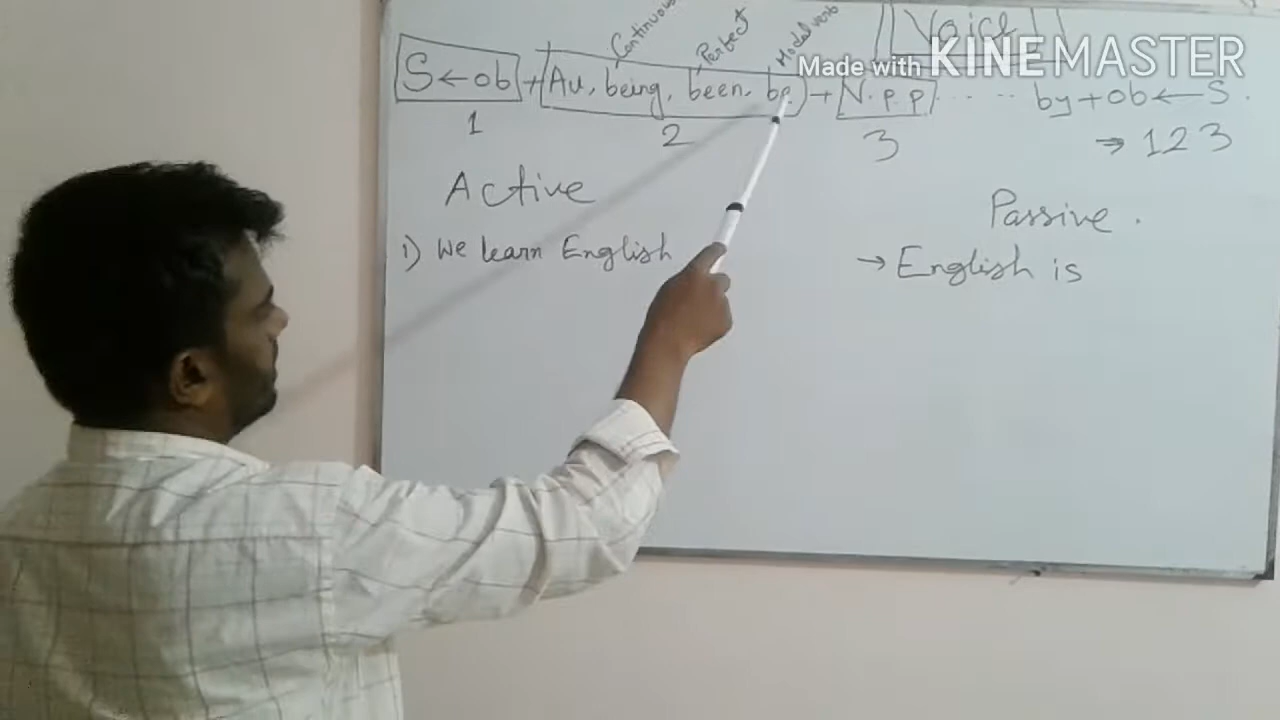 Continuous Perfect Modal verb Voice
Made with KINEMASTER
S ← ob + Au, being, been, be + V.p.p ..... by + ob ← S.
1 2 3 → 1 2 3
Active Passive.
1) We learn English → English is